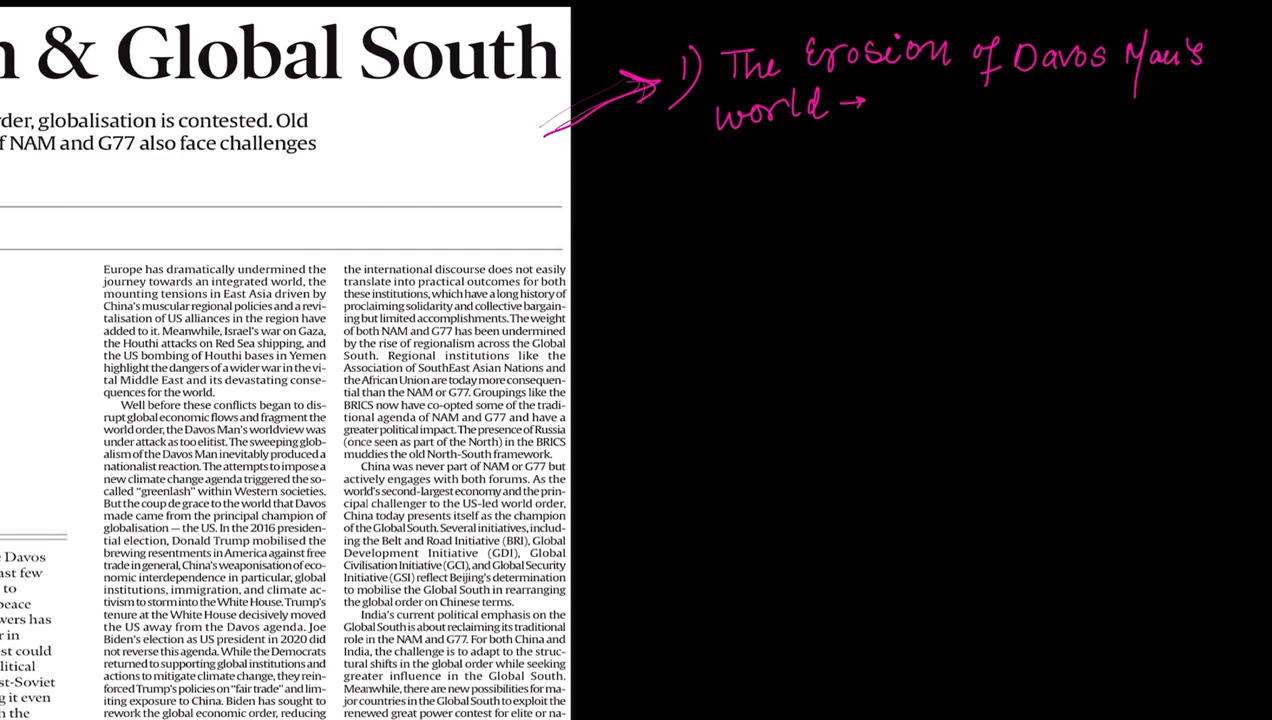 & Global South
rder, globalisation is contested. Old
f NAM and G77 also face challenges
1) The Erosion of Davos Man's
world →
Davos
ast few
to
peace
wers has
r in
st could
litical
st-Soviet
g it even
h the
Europe has dramatically undermined the
journey towards an integrated world, the
mounting tensions in East Asia driven by
China's muscular regional policies and a revi-
talisation of US alliances in the region have
added to it. Meanwhile, Israel's war on Gaza,
the Houthi attacks on Red Sea shipping, and
the US bombing of Houthi bases in Yemen
highlight the dangers of a wider war in the vi-
tal Middle East and its devastating conse-
quences for the world.
Well before these conflicts began to dis-
rupt global economic flows and fragment the
world order, the Davos Man's worldview was
under attack as too elitist. The sweeping glob-
alism of the Davos Man inevitably produced a
nationalist reaction. The attempts to impose a
new climate change agenda triggered the so-
called "greenlash" within Western societies.
But the coup de grace to the world that Davos
made came from the principal champion of
globalisation — the US. In the 2016 presiden-
tial election, Donald Trump mobilised the
brewing resentments in America against free
trade in general, China's weaponisation of eco-
nomic interdependence in particular, global
institutions, immigration, and climate ac-
tivism to storm into the White House. Trump's
tenure at the White House decisively moved
the US away from the Davos agenda. Joe
Biden's election as US president in 2020 did
not reverse this agenda. While the Democrats
returned to supporting global institutions and
actions to mitigate climate change, they rein-
forced Trump's policies on "fair trade" and lim-
iting exposure to China. Biden has sought to
rework the global economic order, reducing
the international discourse does not easily
translate into practical outcomes for both
these institutions, which have a long history of
proclaiming solidarity and collective bargain-
ing but limited accomplishments. The weight
of both NAM and G77 has been undermined
by the rise of regionalism across the Global
South. Regional institutions like the
Association of SouthEast Asian Nations and
the African Union are today more consequen-
tial than the NAM or G77. Groupings like the
BRICS now have co-opted some of the tradi-
tional agenda of NAM and G77 and have a
greater political impact. The presence of Russia
(once seen as part of the North) in the BRICS
muddies the old North-South framework.
China was never part of NAM or G77 but
actively engages with both forums. As the
world's second-largest economy and the prin-
cipal challenger to the US-led world order,
China today presents itself as the champion
of the Global South. Several initiatives, includ-
ing the Belt and Road Initiative (BRI), Global
Development Initiative (GDI), Global
Civilisation Initiative (GCI), and Global Security
Initiative (GSI) reflect Beijing's determination
to mobilise the Global South in rearranging
the global order on Chinese terms.
India's current political emphasis on the
Global South is about reclaiming its traditional
role in the NAM and G77. For both China and
India, the challenge is to adapt to the struc-
tural shifts in the global order while seeking
greater influence in the Global South.
Meanwhile, there are new possibilities for ma-
jor countries in the Global South to exploit the
renewed great power contest for elite or na-